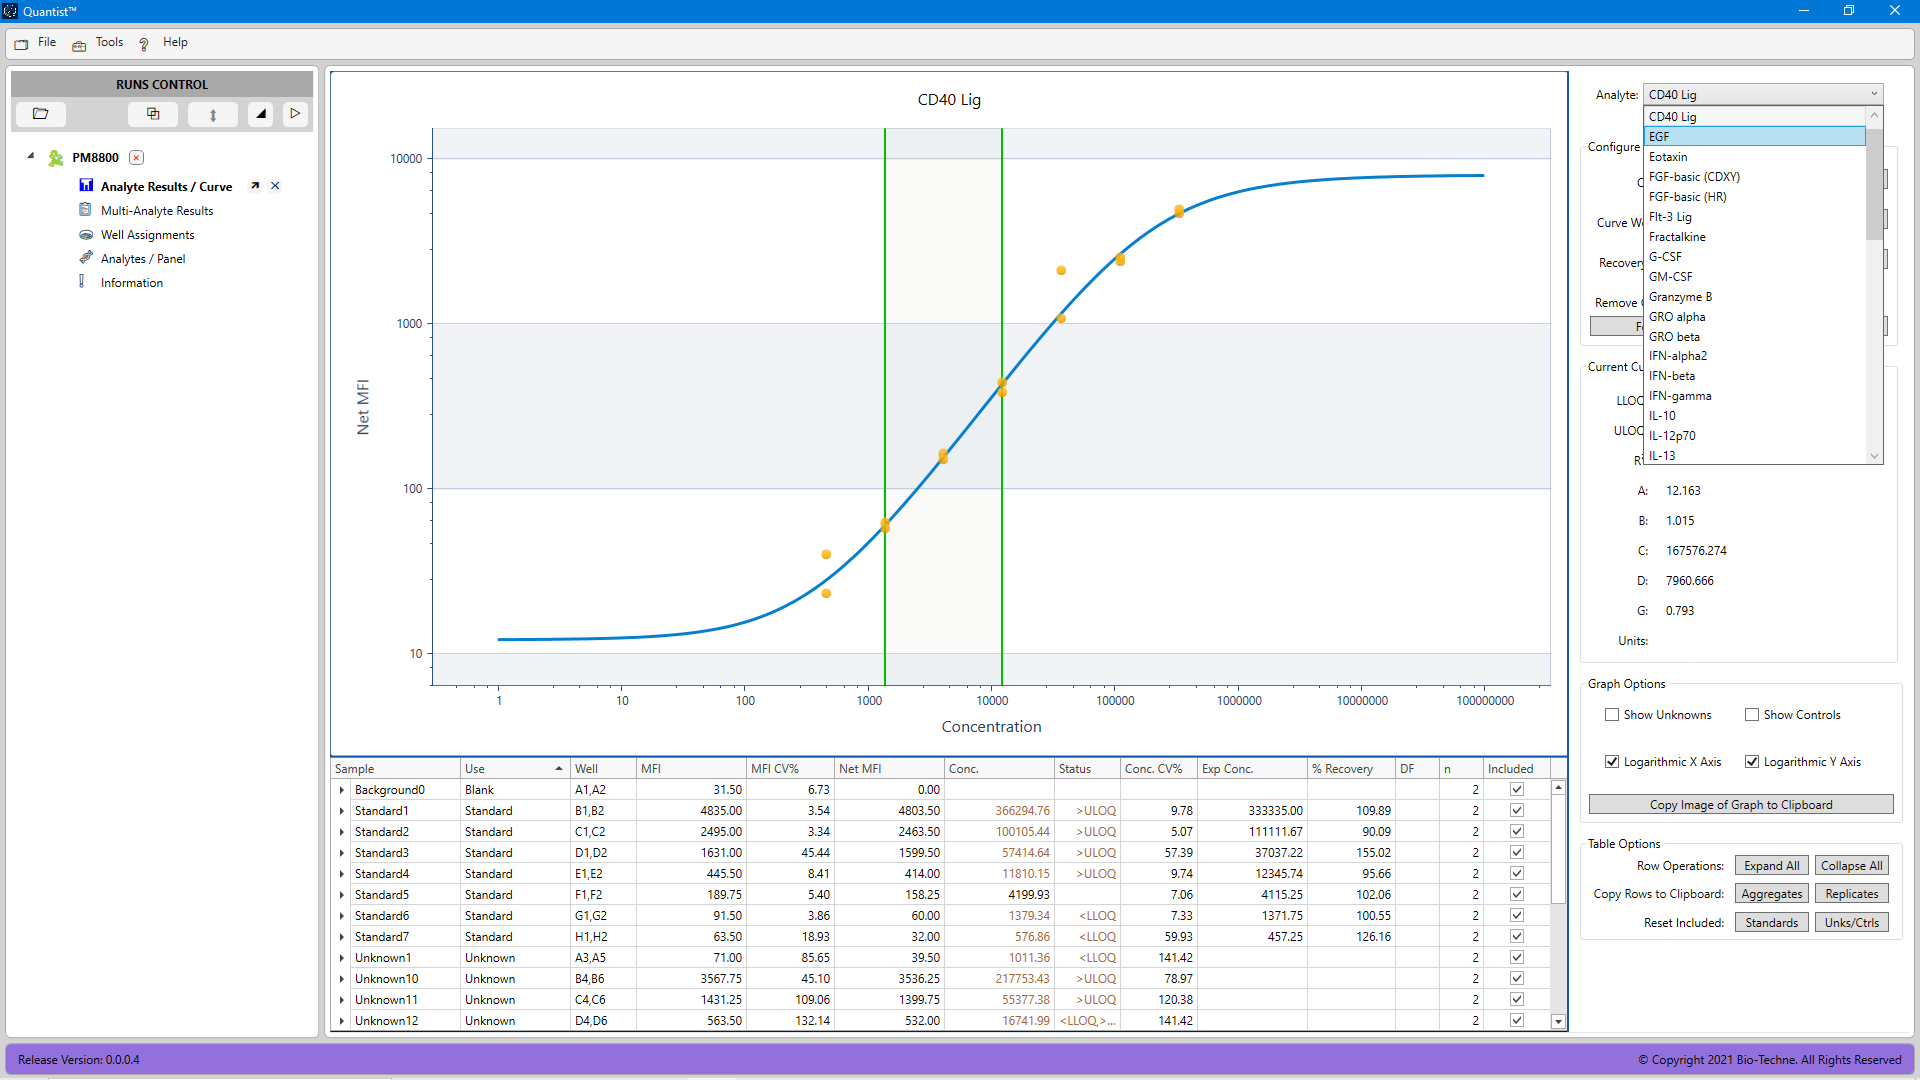 Quantist™
File Tools Help
RUNS CONTROL
PM8800
Analyte Results / Curve
Multi-Analyte Results
Well Assignments
Analytes / Panel
Information
CD40 Lig
10000
1000
100
10
Net MFI
1 10 100 1000 10000 100000 1000000 10000000 100000000
Concentration
Analyte: CD40 Lig
CD40 Lig
EGF
Eotaxin
FGF-basic (CDXY)
FGF-basic (HR)
Flt-3 Lig
Fractalkine
G-CSF
GM-CSF
Granzyme B
GRO alpha
GRO beta
IFN-alpha2
IFN-beta
IFN-gamma
IL-10
IL-12p70
IL-13
Configure
Curve
Recovery
Remove
Current
LLOQ
ULOQ
A: 12.163
B: 1.015
C: 167576.274
D: 7960.666
G: 0.793
Units:
Graph Options
Show Unknowns Show Controls
Logarithmic X Axis Logarithmic Y Axis
Copy Image of Graph to Clipboard
Table Options
Row Operations: Expand All Collapse All
Copy Rows to Clipboard: Aggregates Replicates
Reset Included: Standards Unks/Ctrls
Sample Use Well MFI MFI CV% Net MFI Conc. Status Conc. CV% Exp Conc. % Recovery DF n Included
Background0 Blank A1,A2 31.50 6.73 0.00 2
Standard1 Standard B1,B2 4835.00 3.54 4803.50 366294.76 >ULOQ 9.78 333335.00 109.89 2
Standard2 Standard C1,C2 2495.00 3.34 2463.50 100105.44 >ULOQ 5.07 111111.67 90.09 2
Standard3 Standard D1,D2 1631.00 45.44 1599.50 57414.64 >ULOQ 57.39 37037.22 155.02 2
Standard4 Standard E1,E2 445.50 8.41 414.00 11810.15 >ULOQ 9.74 12345.74 95.66 2
Standard5 Standard F1,F2 189.75 5.40 158.25 4199.93 7.06 4115.25 102.06 2
Standard6 Standard G1,G2 91.50 3.86 60.00 1379.34 <LLOQ 7.33 1371.75 100.55 2
Standard7 Standard H1,H2 63.50 18.93 32.00 576.86 <LLOQ 59.93 457.25 126.16 2
Unknown1 Unknown A3,A5 71.00 85.65 39.50 1011.36 <LLOQ 141.42 2
Unknown10 Unknown B4,B6 3567.75 45.10 3536.25 217753.43 >ULOQ 78.97 2
Unknown11 Unknown C4,C6 1431.25 109.06 1399.75 55377.38 >ULOQ 120.38 2
Unknown12 Unknown D4,D6 563.50 132.14 532.00 16741.99 <LLOQ,>... 141.42 2
Release Version: 0.0.0.4
© Copyright 2021 Bio-Techne. All Rights Reserved